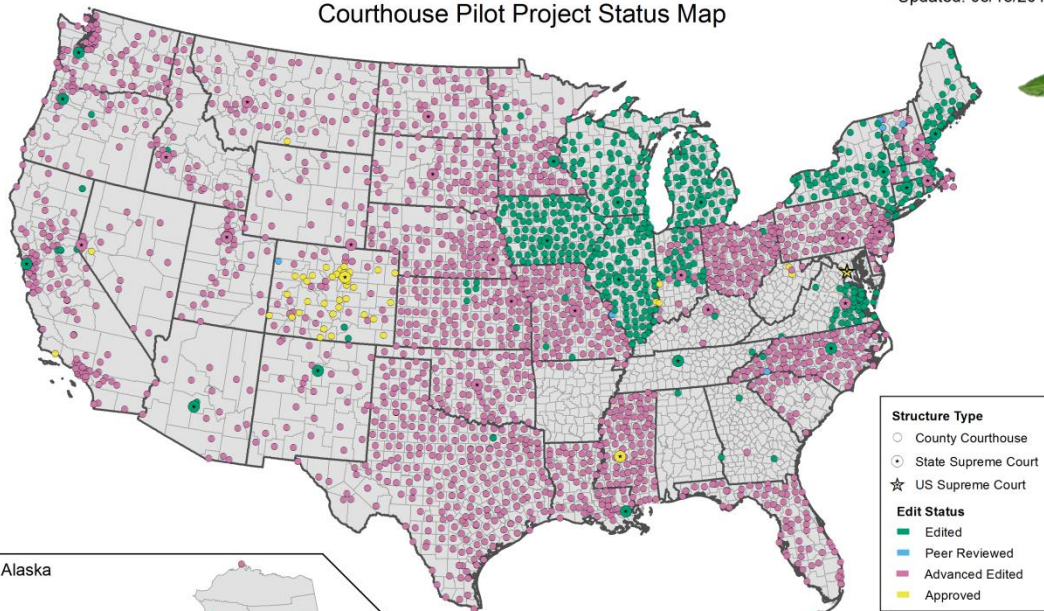 Courthouse Pilot Project Status Map
Structure Type
County Courthouse
State Supreme Court
US Supreme Court
Edit Status
Edited
Peer Reviewed
Advanced Edited
Approved
Alaska